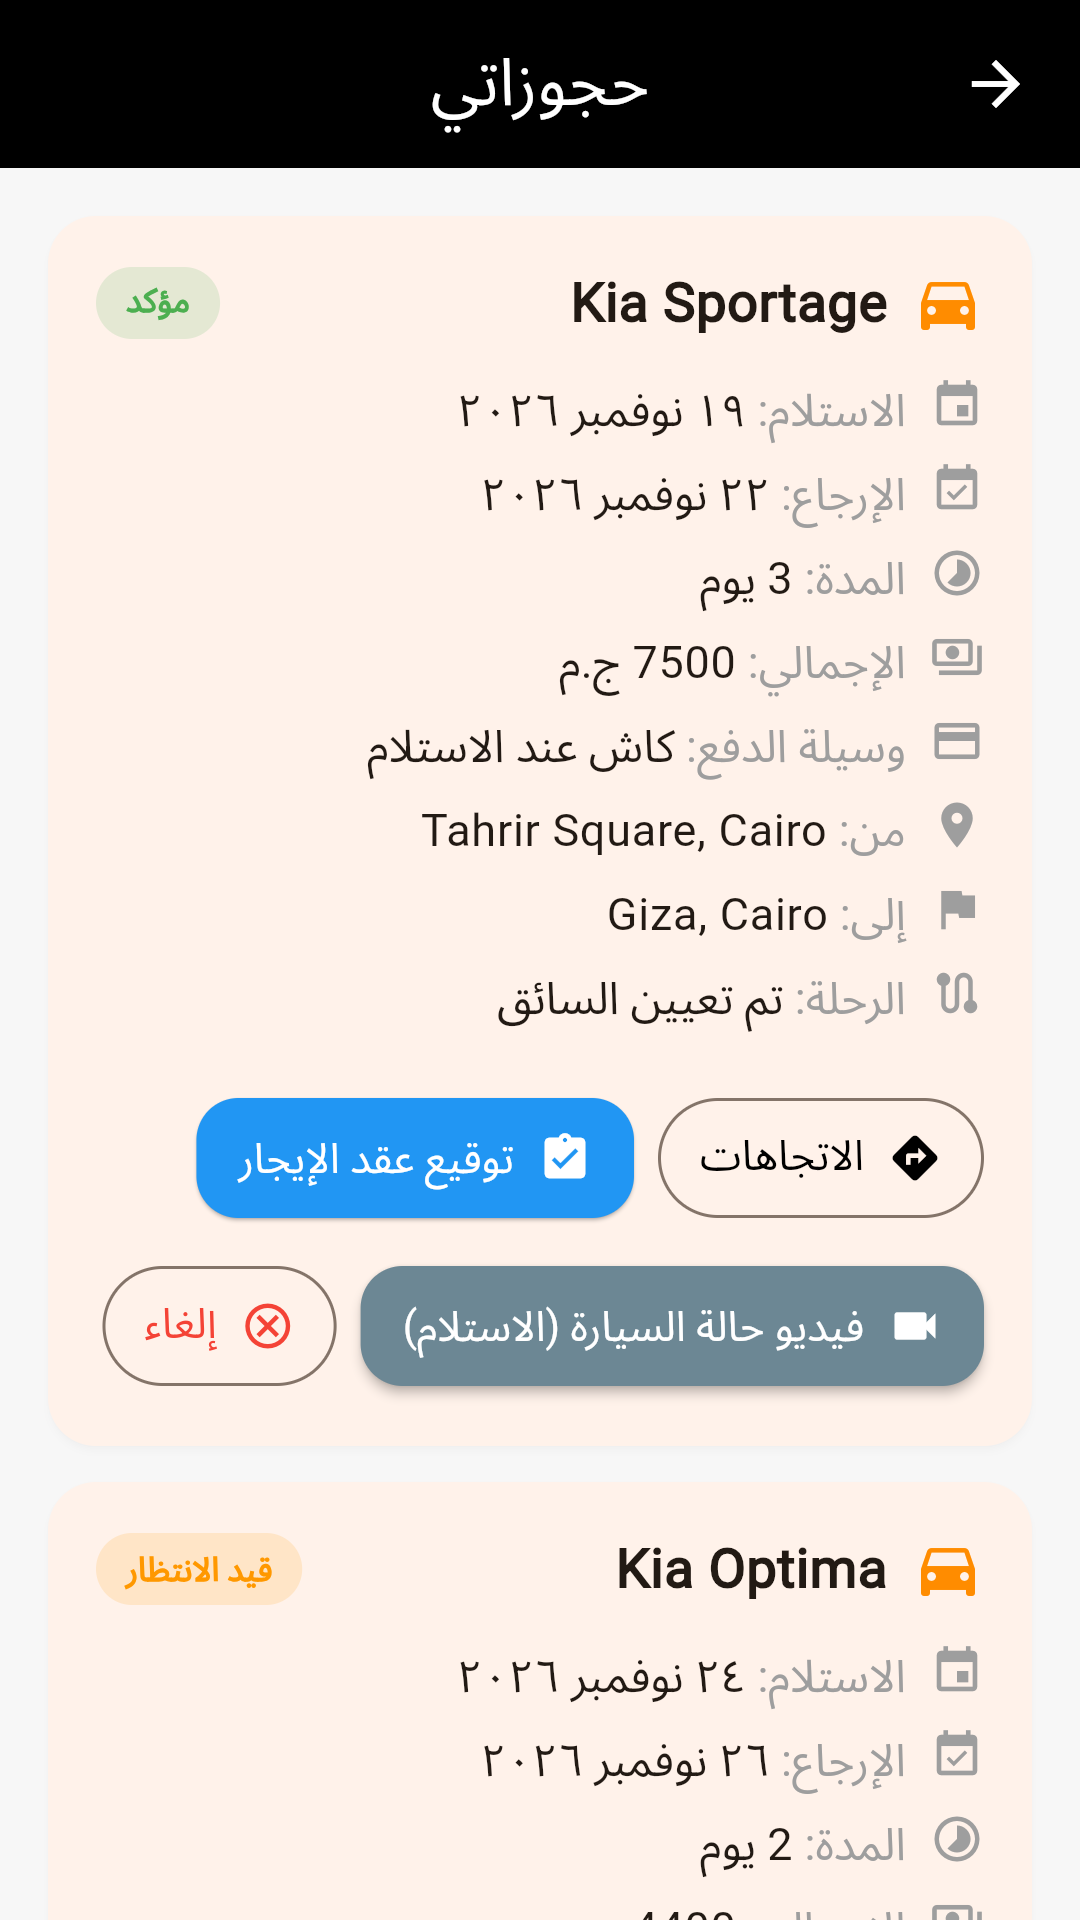 حجوزاتي
Kia Sportage
مؤكد
الاستلام: ١٩ نوفمبر ٢٠٢٦
الإرجاع: ٢٢ نوفمبر ٢٠٢٦
المدة: 3 يوم
الإجمالي: 7500 ج.م
وسيلة الدفع: كاش عند الاستلام
من: Tahrir Square, Cairo
إلى: Giza, Cairo
الرحلة: تم تعيين السائق
الاتجاهات
توقيع عقد الإيجار
فيديو حالة السيارة (الاستلام)
إلغاء
Kia Optima
قيد الانتظار
الاستلام: ٢٤ نوفمبر ٢٠٢٦
الإرجاع: ٢٦ نوفمبر ٢٠٢٦
المدة: 2 يوم